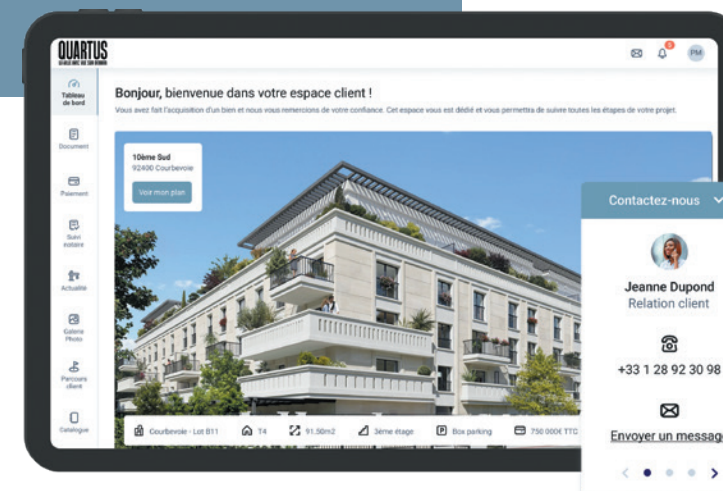 QUARTUS
PM
Tableau
de bord
Document
Paiement
Suivi
notaire
Actualité
Galerie
Photo
Parcours
client
Catalogue
Bonjour, bienvenue dans votre espace client !
Vous avez fait l'acquisition d'un bien et nous vous remercions de votre confiance. Cet espace vous est dédié et vous permettra de suivre toutes les étapes de votre projet.
10ème Sud
92400 Courbevoie
Voir mon plan
Courbevoie - Lot B11
T4
91.50m2
3ème étage
Box parking
750 000€ TTC
Contactez-nous
Jeanne Dupond
Relation client
+33 1 28 92 30 98
Envoyer un message